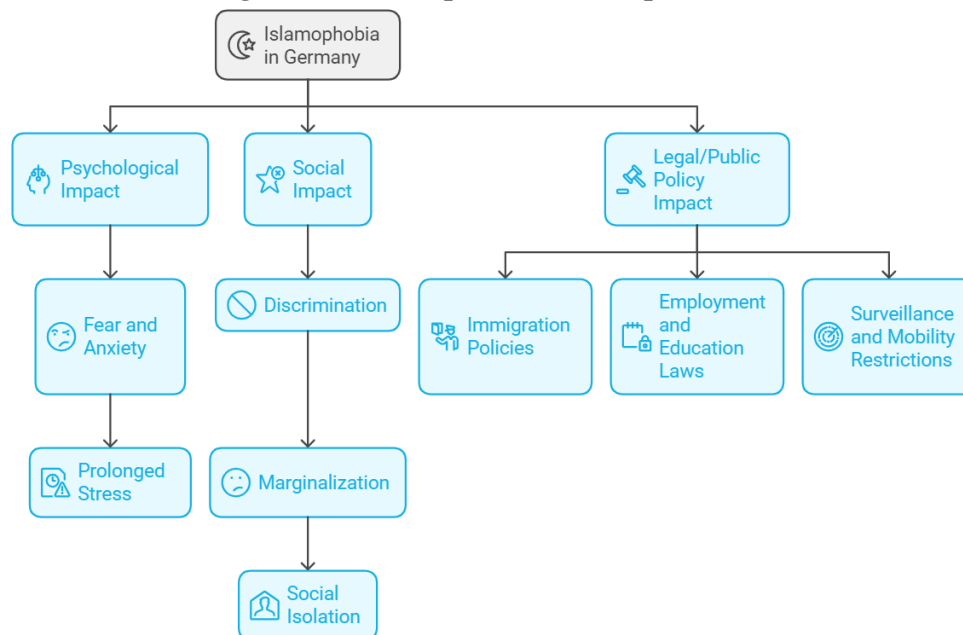 Islamophobia
in Germany
Psychological
Impact
Social
Impact
Legal/Public
Policy
Impact
Fear and
Anxiety
Discrimination
Immigration
Policies
Employment
and
Education
Laws
Surveillance
and Mobility
Restrictions
Prolonged
Stress
Marginalization
Social
Isolation